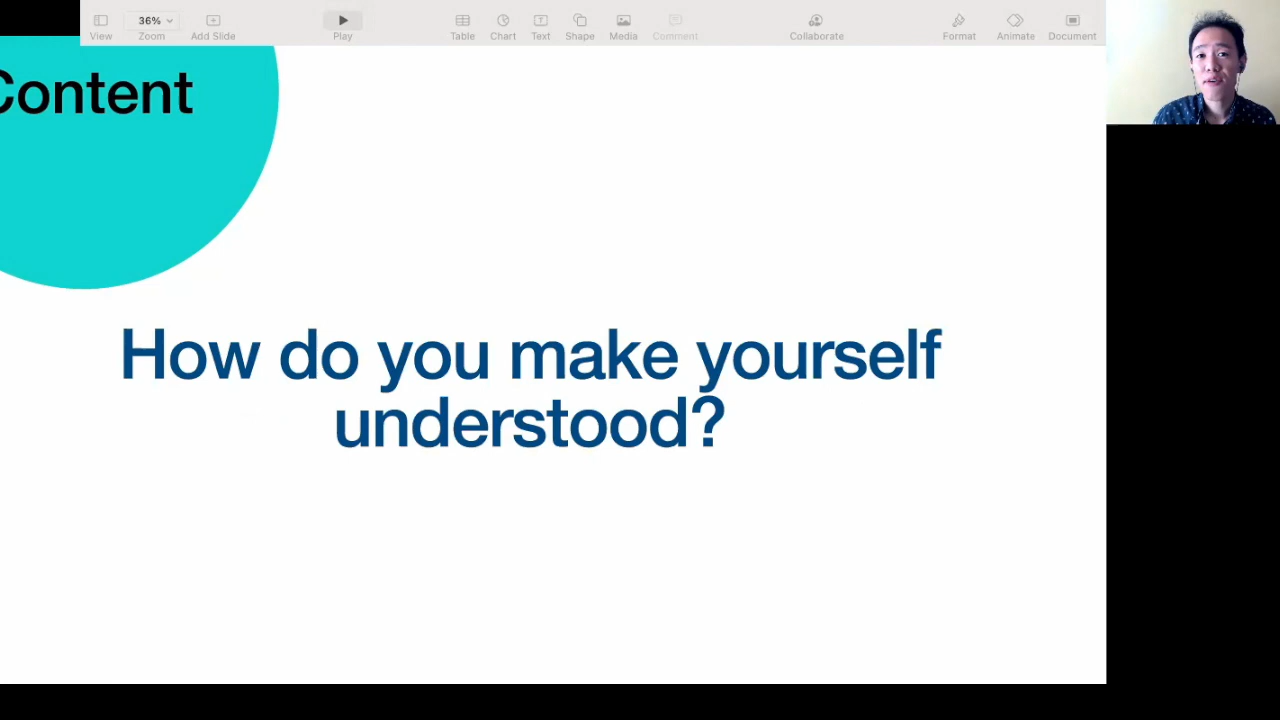 36%
View
Zoom
Add Slide
Play
Table
Chart
Text
Shape
Media
Comment
Collaborate
Format
Animate
Document
Content
How do you make yourself
understood?